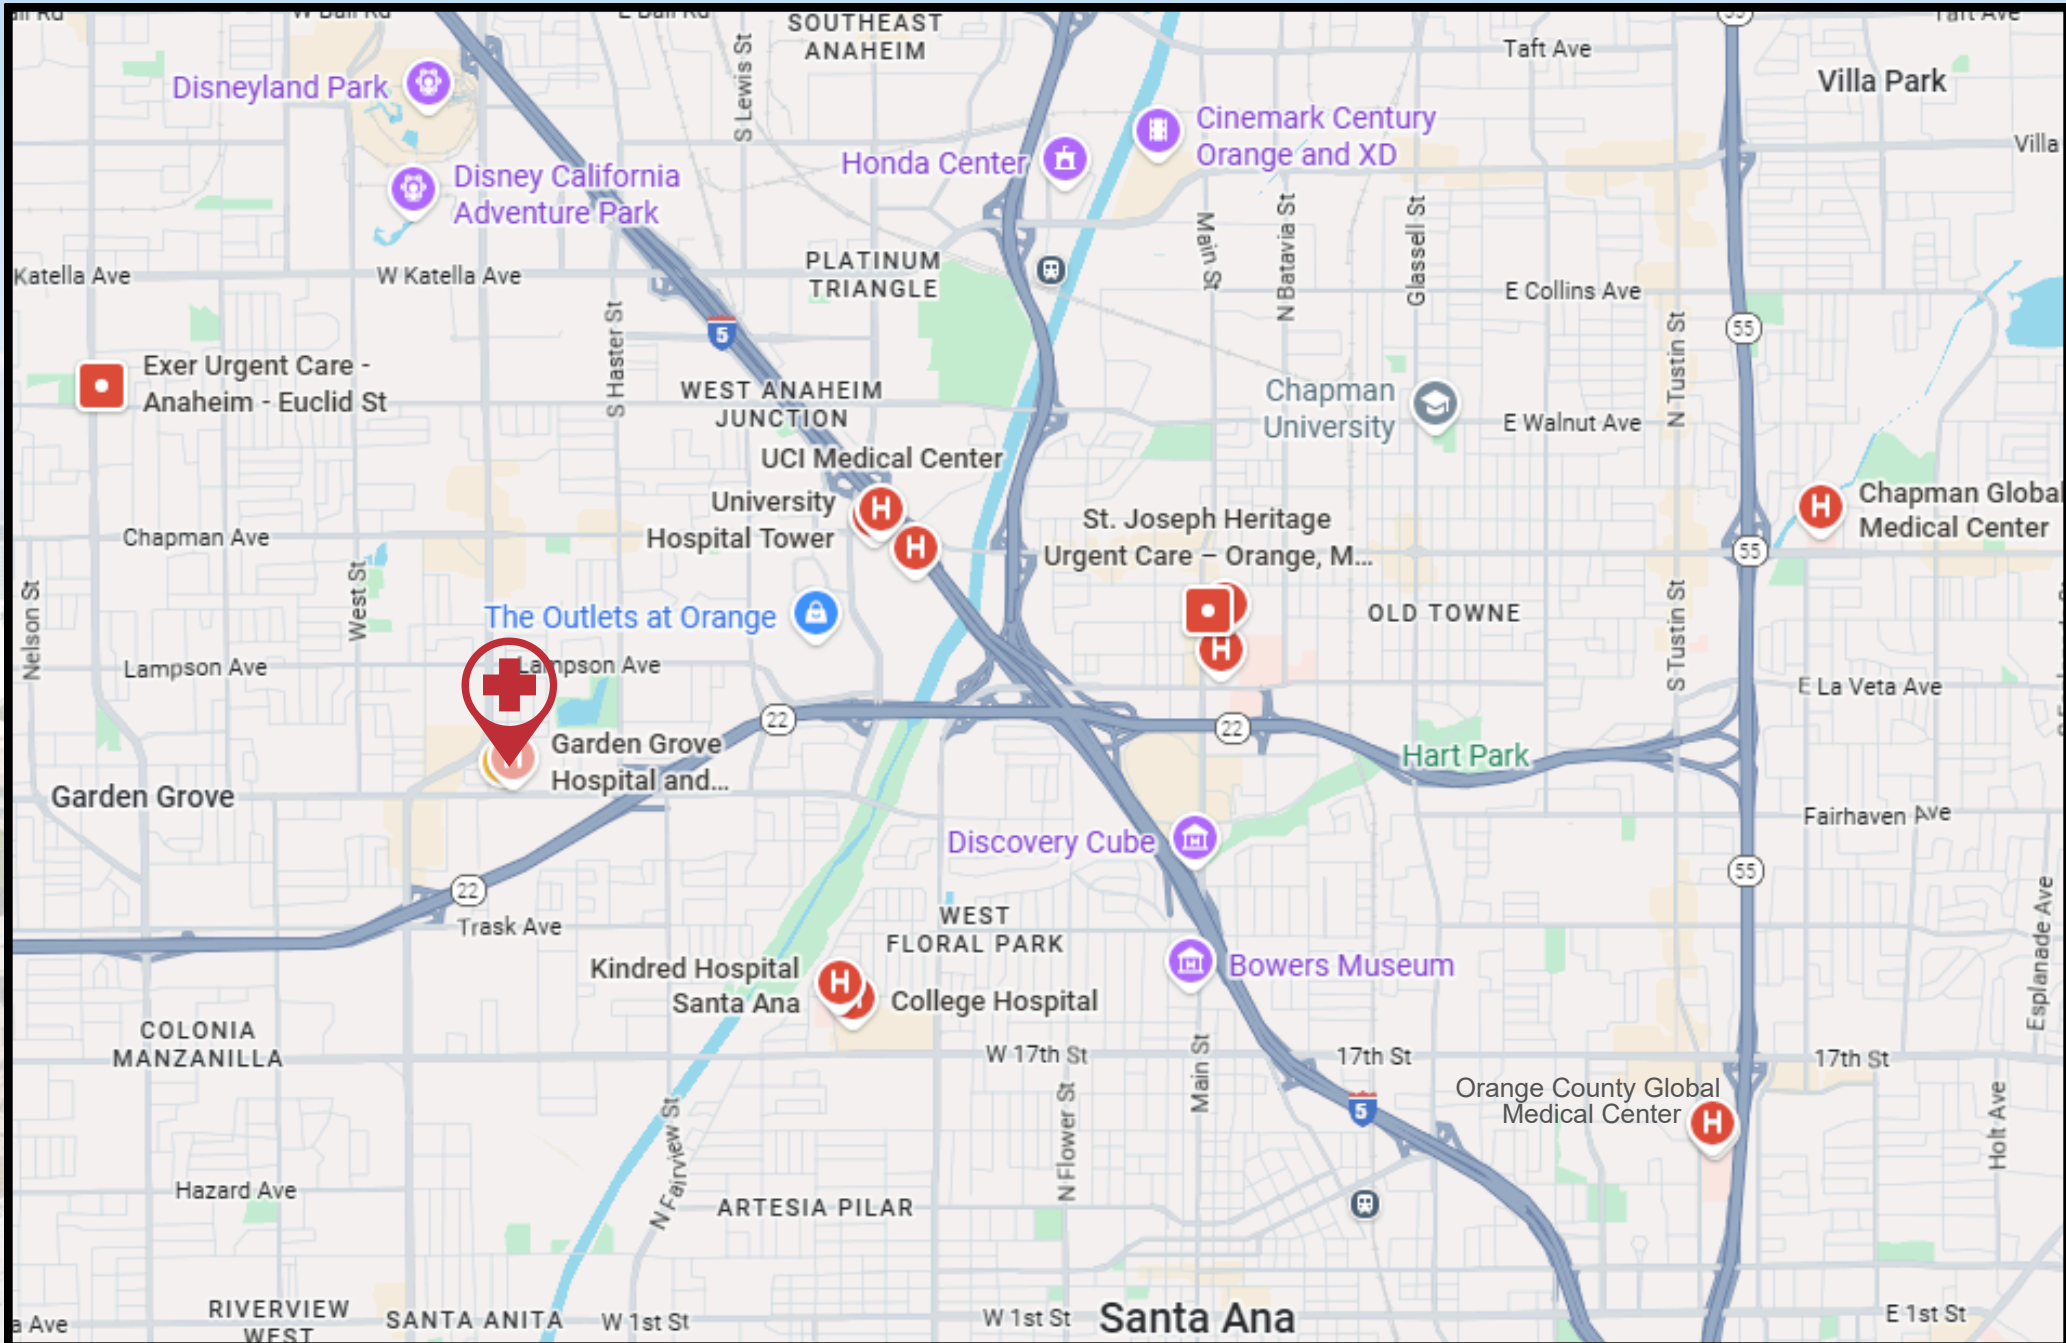 W Ball Rd
E Ball Rd
SOUTHEAST
ANAHEIM
55
Taft Ave
Taft Ave
Villa Park
Disneyland Park
S Lewis St
Cinemark Century
Orange and XD
Honda Center
Villa
Disney California
Adventure Park
Main St
N Batavia St
Glassell St
PLATINUM
TRIANGLE
Katella Ave
W Katella Ave
E Collins Ave
5
55
S Haster St
N Tustin St
Exer Urgent Care -
Anaheim - Euclid St
WEST ANAHEIM
JUNCTION
Chapman
University
E Walnut Ave
UCI Medical Center
University
Hospital Tower
H
H
St. Joseph Heritage
Urgent Care – Orange, M...
H
Chapman Global
Medical Center
Chapman Ave
55
Nelson St
West St
The Outlets at Orange
OLD TOWNE
S Tustin St
H
Lampson Ave
Lampson Ave
E La Veta Ave
22
22
Garden Grove
Hospital and...
Hart Park
Garden Grove
Fairhaven Ave
Discovery Cube
22
55
Trask Ave
WEST
FLORAL PARK
Esplanade Ave
Kindred Hospital
Santa Ana
H
College Hospital
Bowers Museum
COLONIA
MANZANILLA
W 17th St
Main St
17th St
17th St
Orange County Global
Medical Center
H
5
N Fairview St
N Flower St
Holt Ave
Hazard Ave
ARTESIA PILAR
RIVERVIEW
WEST
SANTA ANITA
W 1st St
W 1st St
Santa Ana
E 1st St
a Ave